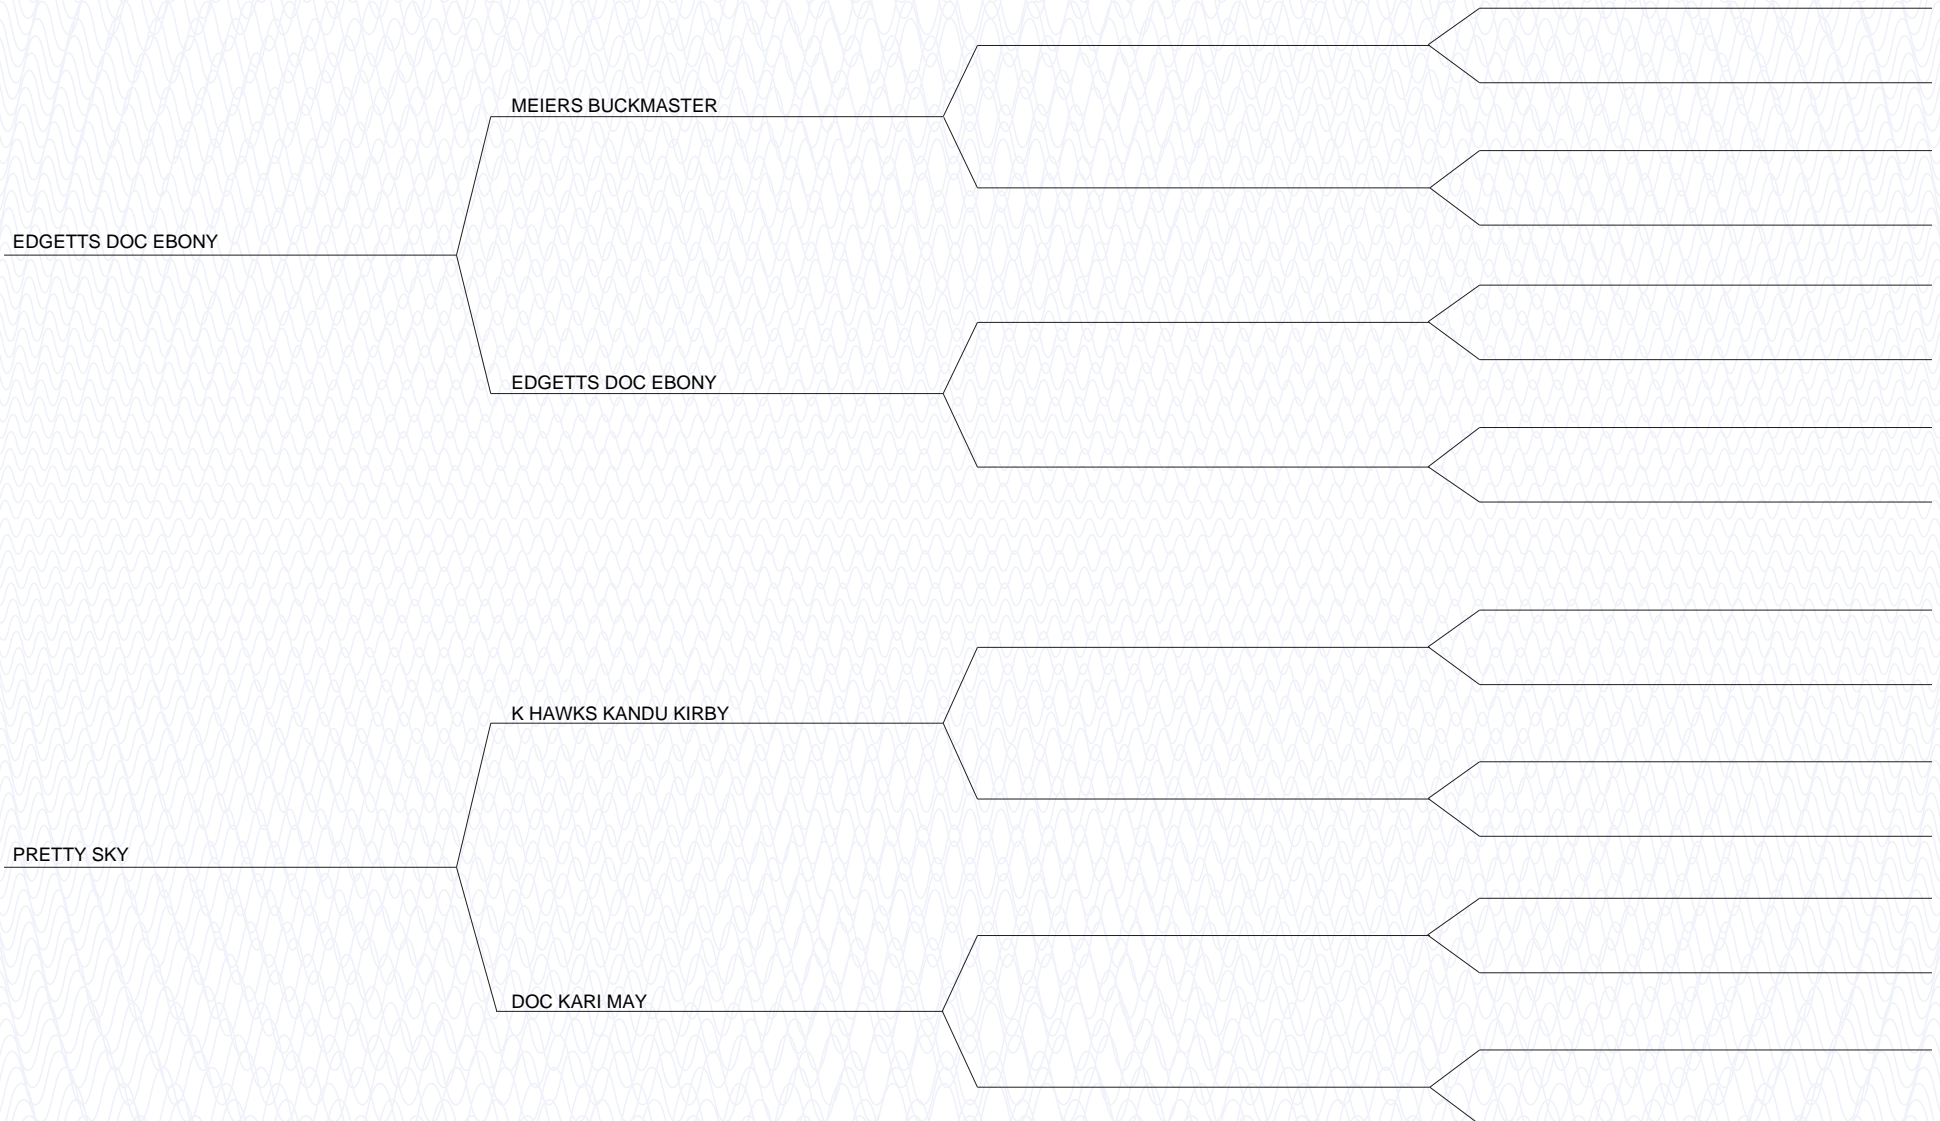 MEIERS BUCKMASTER
EDGETTS DOC EBONY
EDGETTS DOC EBONY
K HAWKS KANDU KIRBY
PRETTY SKY
DOC KARI MAY